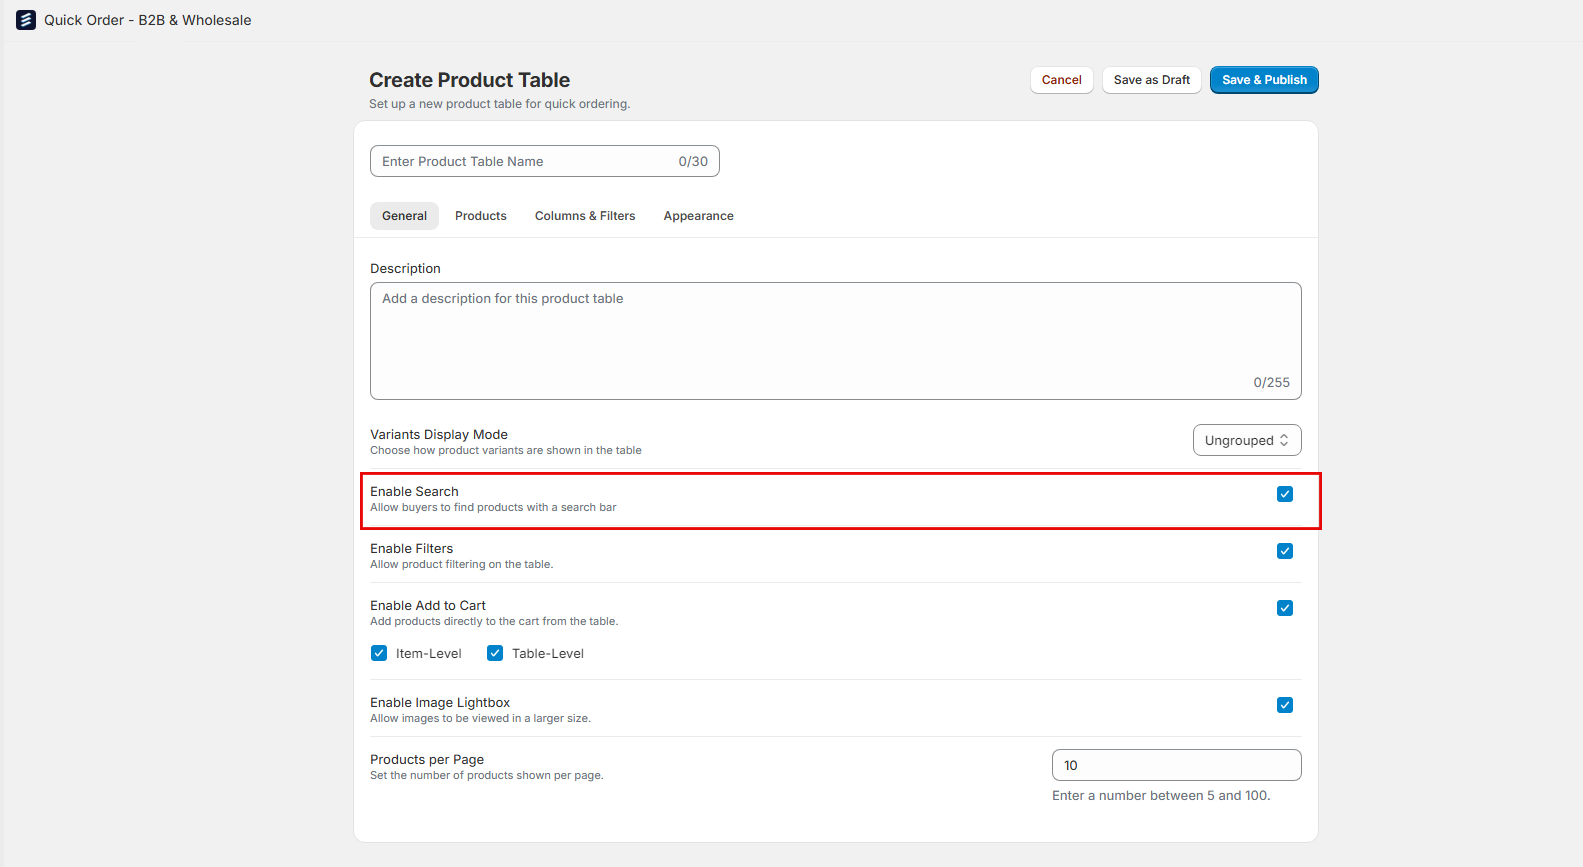 Quick Order - B2B & Wholesale
Create Product Table
Set up a new product table for quick ordering.
Cancel
Save as Draft
Save & Publish
Enter Product Table Name
0/30
General
Products
Columns & Filters
Appearance
Description
Add a description for this product table
0/255
Variants Display Mode
Choose how product variants are shown in the table
Ungrouped
Enable Search
Allow buyers to find products with a search bar
Enable Filters
Allow product filtering on the table.
Enable Add to Cart
Add products directly to the cart from the table.
Item-Level
Table-Level
Enable Image Lightbox
Allow images to be viewed in a larger size.
Products per Page
Set the number of products shown per page.
10
Enter a number between 5 and 100.